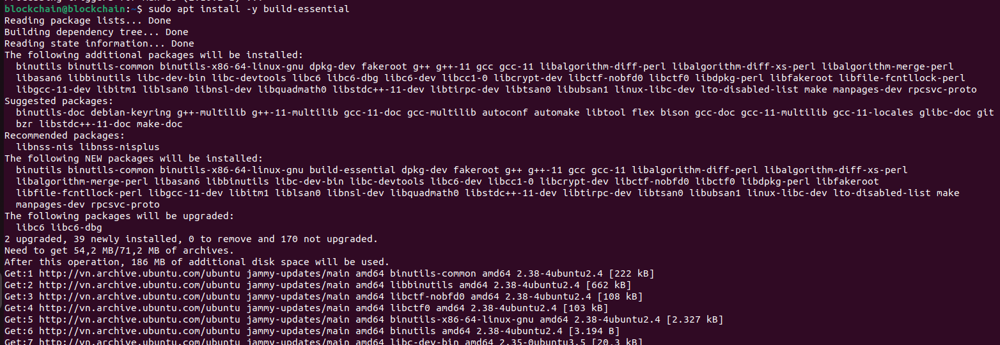 Processing triggers for man-db (2.10.2-1) ...
blockchain@blockchain:~$ sudo apt install -y build-essential
Reading package lists... Done
Building dependency tree... Done
Reading state information... Done
The following additional packages will be installed:
binutils binutils-common binutils-x86-64-linux-gnu dpkg-dev fakeroot g++ g++-11 gcc gcc-11 libalgorithm-diff-perl libalgorithm-diff-xs-perl libalgorithm-merge-perl
libasan6 libbinutils libc-dev-bin libc-devtools libc6 libc6-dbg libc6-dev libcc1-0 libcrypt-dev libctf-nobfd0 libctf0 libdpkg-perl libfakeroot libfile-fcntllock-perl
libgcc-11-dev libitm1 liblsan0 libnsl-dev libquadmath0 libstdc++-11-dev libtirpc-dev libtsan0 libubsan1 linux-libc-dev lto-disabled-list make manpages-dev rpcsvc-proto
Suggested packages:
binutils-doc debian-keyring g++-multilib g++-11-multilib gcc-11-doc gcc-multilib autoconf automake libtool flex bison gcc-doc gcc-11-multilib gcc-11-locales glibc-doc git
bzr libstdc++-11-doc make-doc
Recommended packages:
libnss-nis libnss-nisplus
The following NEW packages will be installed:
binutils binutils-common binutils-x86-64-linux-gnu build-essential dpkg-dev fakeroot g++ g++-11 gcc gcc-11 libalgorithm-diff-perl libalgorithm-diff-xs-perl
libalgorithm-merge-perl libasan6 libbinutils libc-dev-bin libc-devtools libc6-dev libcc1-0 libcrypt-dev libctf-nobfd0 libctf0 libdpkg-perl libfakeroot
libfile-fcntllock-perl libgcc-11-dev libitm1 liblsan0 libnsl-dev libquadmath0 libstdc++-11-dev libtirpc-dev libtsan0 libubsan1 linux-libc-dev lto-disabled-list make
manpages-dev rpcsvc-proto
The following packages will be upgraded:
libc6 libc6-dbg
2 upgraded, 39 newly installed, 0 to remove and 170 not upgraded.
Need to get 54,2 MB/71,2 MB of archives.
After this operation, 186 MB of additional disk space will be used.
Get:1 http://vn.archive.ubuntu.com/ubuntu jammy-updates/main amd64 binutils-common amd64 2.38-4ubuntu2.4 [222 kB]
Get:2 http://vn.archive.ubuntu.com/ubuntu jammy-updates/main amd64 libbinutils amd64 2.38-4ubuntu2.4 [662 kB]
Get:3 http://vn.archive.ubuntu.com/ubuntu jammy-updates/main amd64 libctf-nobfd0 amd64 2.38-4ubuntu2.4 [108 kB]
Get:4 http://vn.archive.ubuntu.com/ubuntu jammy-updates/main amd64 libctf0 amd64 2.38-4ubuntu2.4 [103 kB]
Get:5 http://vn.archive.ubuntu.com/ubuntu jammy-updates/main amd64 binutils-x86-64-linux-gnu amd64 2.38-4ubuntu2.4 [2.327 kB]
Get:6 http://vn.archive.ubuntu.com/ubuntu jammy-updates/main amd64 binutils amd64 2.38-4ubuntu2.4 [3.194 B]
Get:7 http://vn.archive.ubuntu.com/ubuntu jammy-updates/main amd64 libc-dev-bin amd64 2.35-0ubuntu3.5 [20,3 kB]